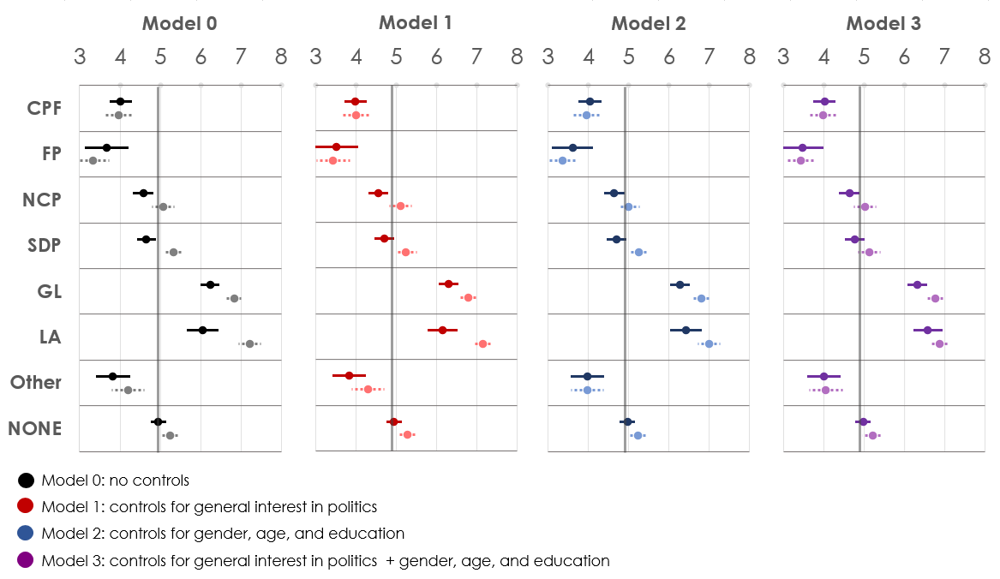 Model 0 Model 1 Model 2 Model 3
3 4 5 6 7 8 3 4 5 6 7 8 3 4 5 6 7 8 3 4 5 6 7 8
CPF
FP
NCP
SDP
GL
LA
Other
NONE
Model 0: no controls
Model 1: controls for general interest in politics
Model 2: controls for gender, age, and education
Model 3: controls for general interest in politics + gender, age, and education